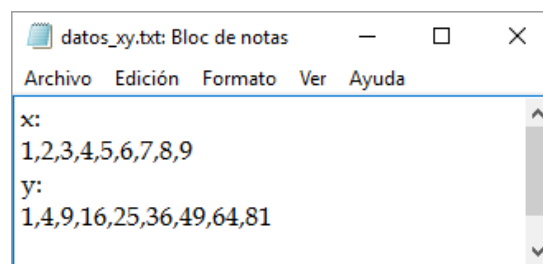 datos_xy.txt: Bloc de notas
Archivo Edición Formato Ver Ayuda
x:
1,2,3,4,5,6,7,8,9
y:
1,4,9,16,25,36,49,64,81